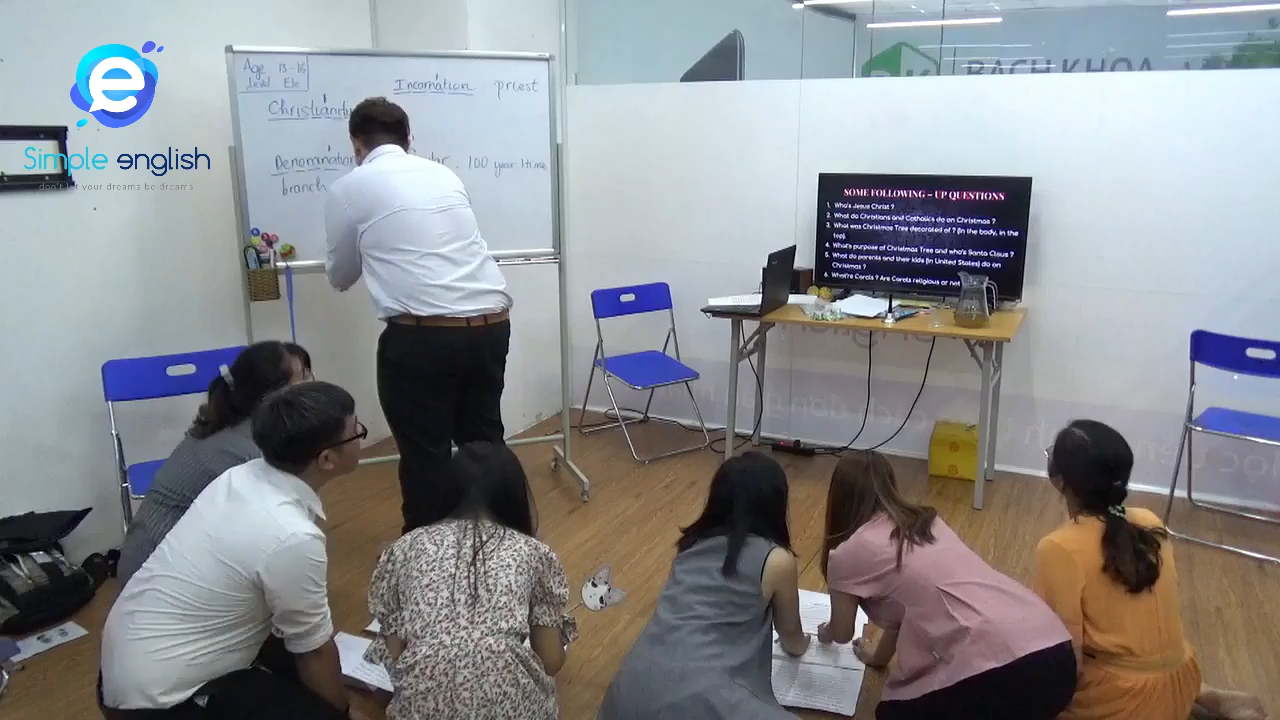 e
Simple english
don't let your dreams be dreams
Age 13-16
level Ele
Incarnation priest
Christianity
Denomination
100 year 1 time
branch
BACH KHOA
SOME FOLLOWING – UP QUESTIONS
1. Who's Jesus Christ ?
2. What do Christians and Catholics do on Christmas ?
3. What was Christmas Tree decorated of ? (In the body, in the
top).
4. What's purpose of Christmas Tree and who's Santa Claus ?
5. What do parents and their kids (in United States) do on
Christmas ?
6. What're Carols ? Are Carols religious or not